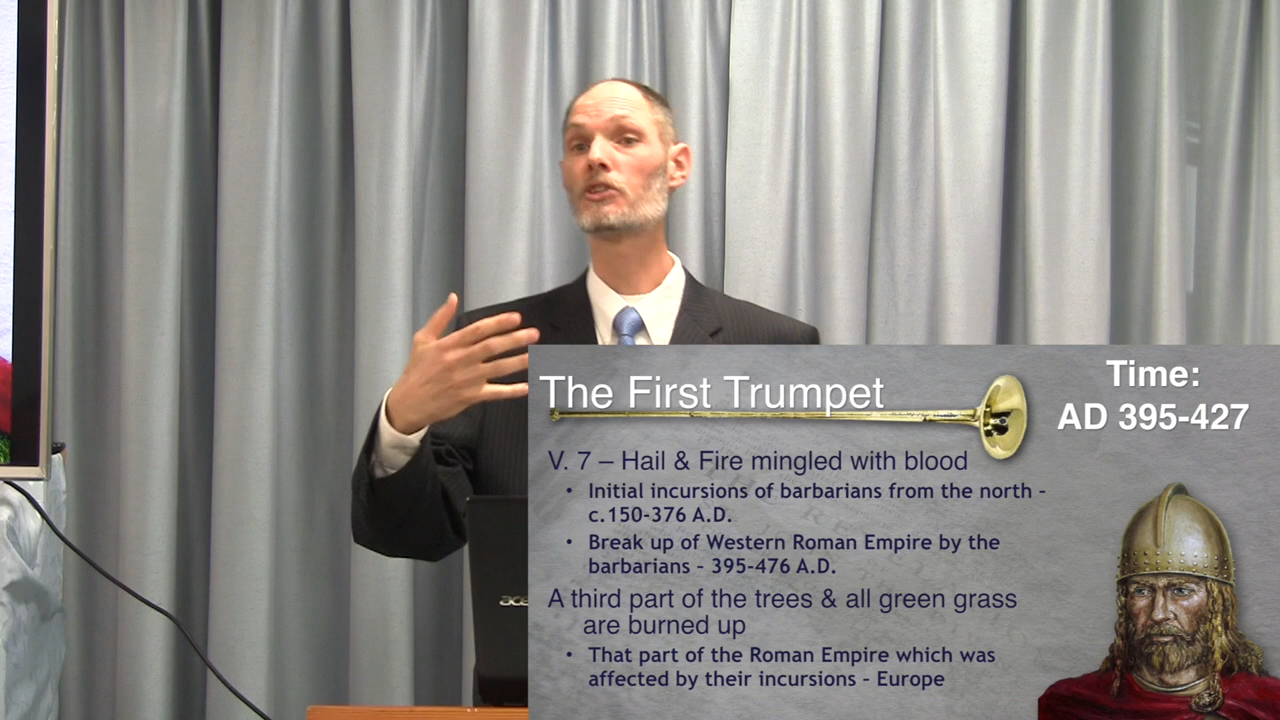 The First Trumpet
Time:
AD 395-427
V. 7 – Hail & Fire mingled with blood
• Initial incursions of barbarians from the north –
c.150-376 A.D.
• Break up of Western Roman Empire by the
barbarians – 395-476 A.D.
A third part of the trees & all green grass
are burned up
• That part of the Roman Empire which was
affected by their incursions – Europe
acer